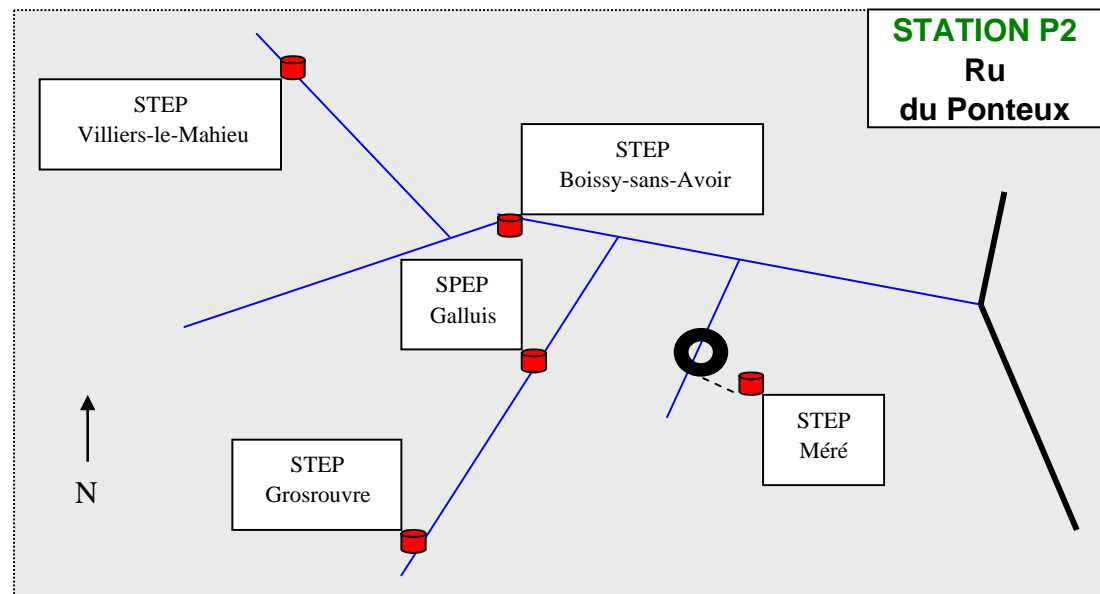 STATION P2
Ru
du Ponteux
STEP
Villiers-le-Mahieu
STEP
Boissy-sans-Avoir
SPEP
Galluis
STEP
Méré
STEP
Grosrouvre
N